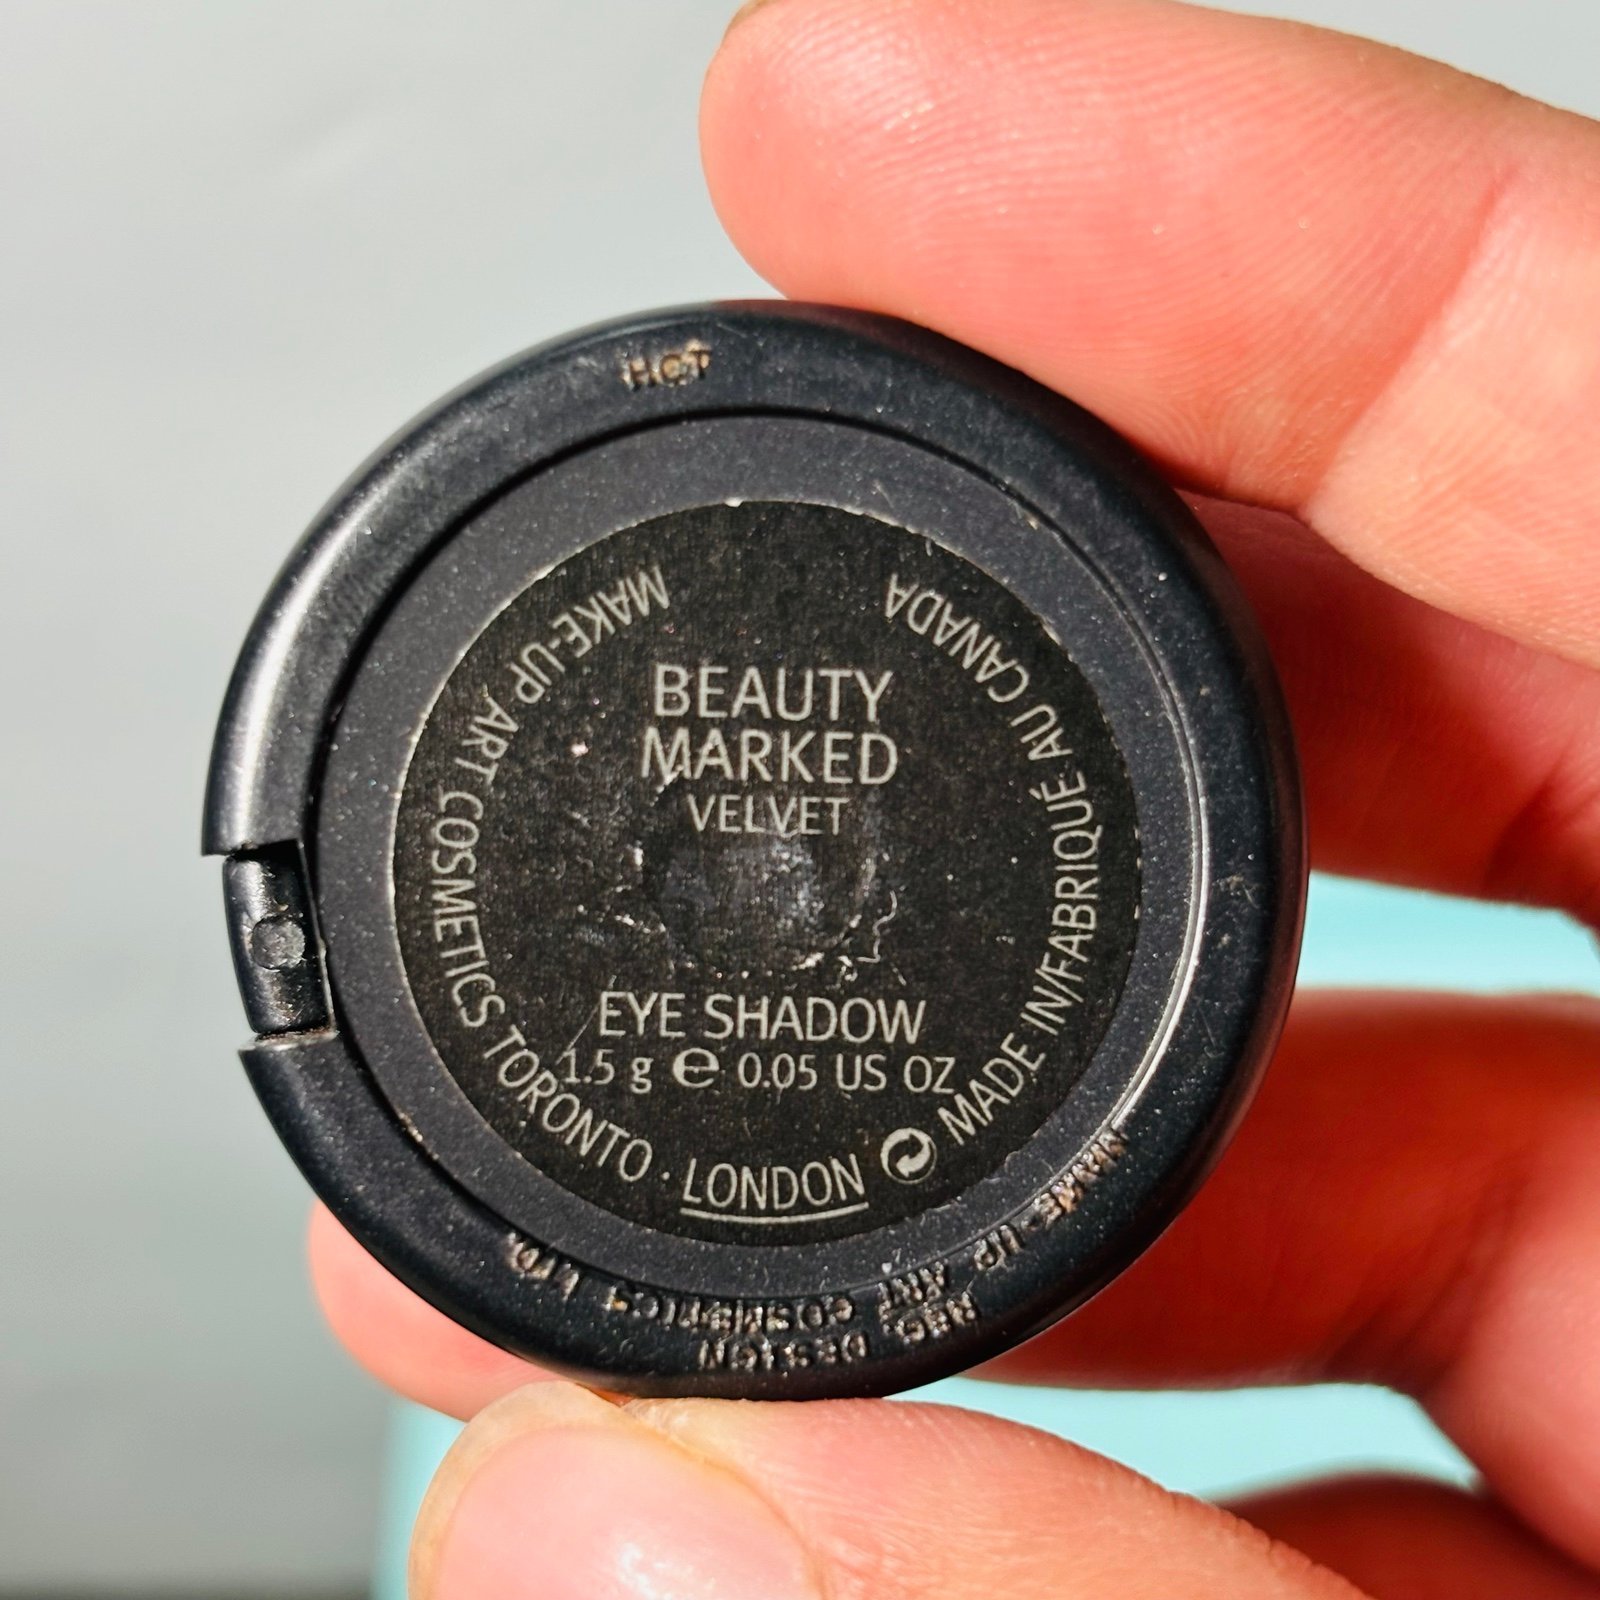 BEAUTY
MARKED
VELVET
EYE SHADOW
1.5 g ℮ 0.05 US OZ
MAKE-UP ART COSMETICS TORONTO · LONDON
MADE IN/FABRIQUÉ AU CANADA
MAKE-UP ART COSMETICS LTD.
REG. DESIGN